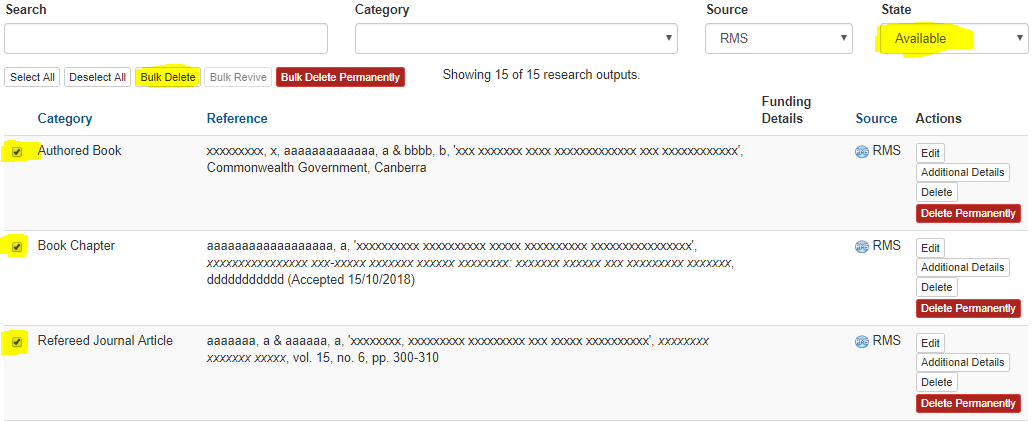 Search Category Source State
RMS Available
Select All Deselect All Bulk Delete Bulk Revive Bulk Delete Permanently Showing 15 of 15 research outputs.
Category Reference Funding Details Source Actions
Authored Book
xxxxxxxxx, x, aaaaaaaaaaaaa, a & bbbb, b, 'xxx xxxxxxx xxxx xxxxxxxxxxxxx xxx xxxxxxxxxxxx',
Commonwealth Government, Canberra
RMS
Edit
Additional Details
Delete
Delete Permanently
Book Chapter
aaaaaaaaaaaaaaaaaaa, a, 'xxxxxxxxxx xxxxxxxxxx xxxxx xxxxxxxxxx xxxxxxxxxxxxxxxx',
xxxxxxxxxxxxxxxx xxx-xxxxx xxxxxxx xxxxxx xxxxxxxx: xxxxxxx xxxxxx xxx xxxxxxxxx xxxxxxx,
ddddddddddd (Accepted 15/10/2018)
RMS
Edit
Additional Details
Delete
Delete Permanently
Refereed Journal Article
aaaaaaa, a & aaaaaa, a, 'xxxxxxxx, xxxxxxxxx xxxxxxxxx xxx xxxxx xxxxxxxxxx', xxxxxxxx
xxxxxxx xxxxx, vol. 15, no. 6, pp. 300-310
RMS
Edit
Additional Details
Delete
Delete Permanently